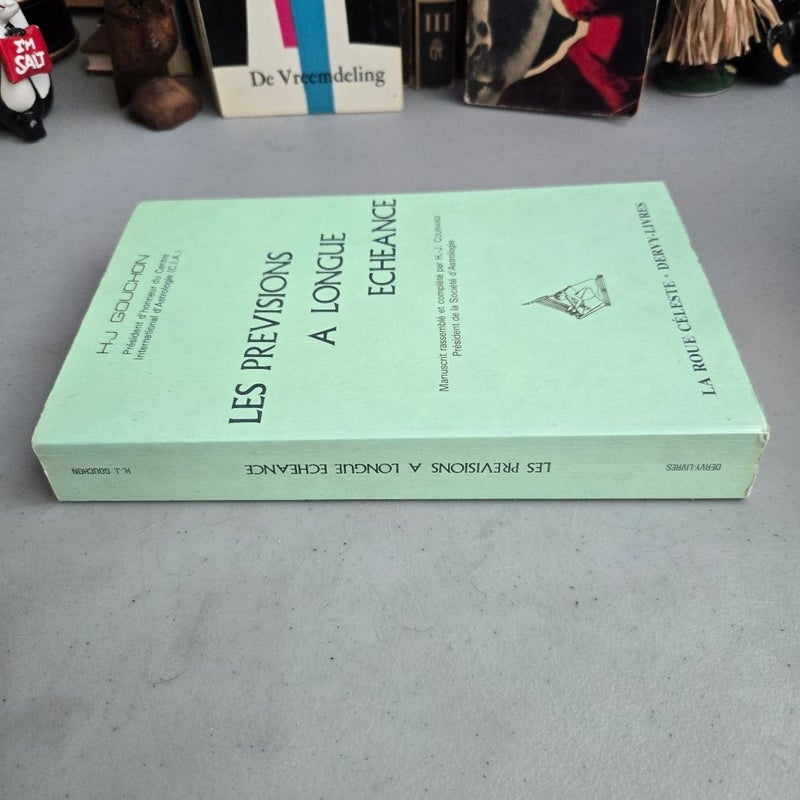 I'M
SALT
De Vreemdeling
III
H-J GOUCHON
Président d'honneur du Centre
International d'Astrologie (C.I.A.)
LES PREVISIONS
A LONGUE
ECHEANCE
Manuscrit rassemblé et complété par H.-J. COURAND
Président de la Société d'Astrologie
LA ROUE CÉLESTE - DERVY-LIVRES
H.-J. GOUCHON
LES PREVISIONS A LONGUE ECHEANCE
DERVY-LIVRES